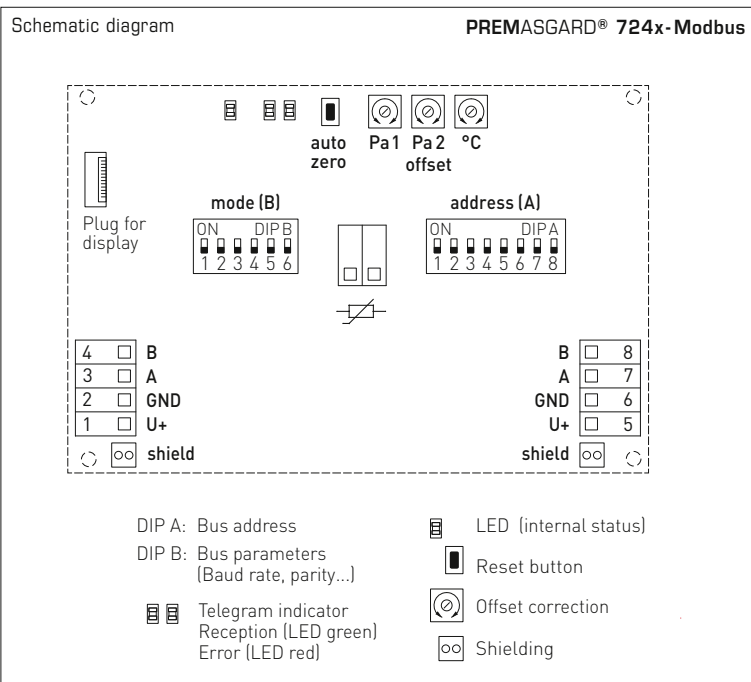 Schematic diagram
PREMASGARD® 724x-Modbus
auto
zero
Pa 1 Pa 2 °C
offset
Plug for
display
mode (B)
ON DIP B
1 2 3 4 5 6
address (A)
ON DIP A
1 2 3 4 5 6 7 8
4 B
3 A
2 GND
1 U+
shield
B 8
A 7
GND 6
U+ 5
shield
DIP A: Bus address
DIP B: Bus parameters
(Baud rate, parity...)
Telegram indicator
Reception (LED green)
Error (LED red)
LED (internal status)
Reset button
Offset correction
Shielding